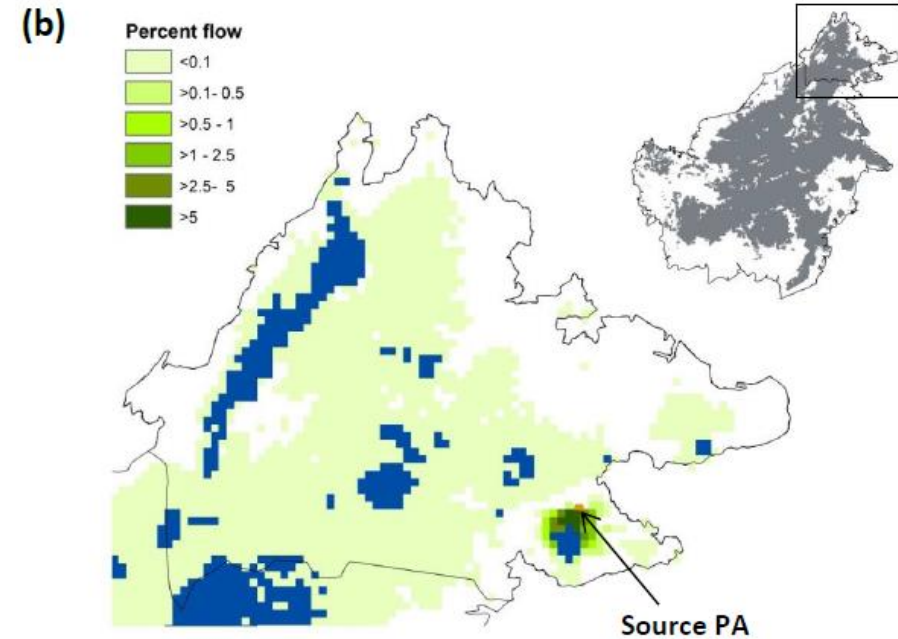 (b)
Percent flow
<0.1
>0.1- 0.5
>0.5 - 1
>1 - 2.5
>2.5- 5
>5
Source PA